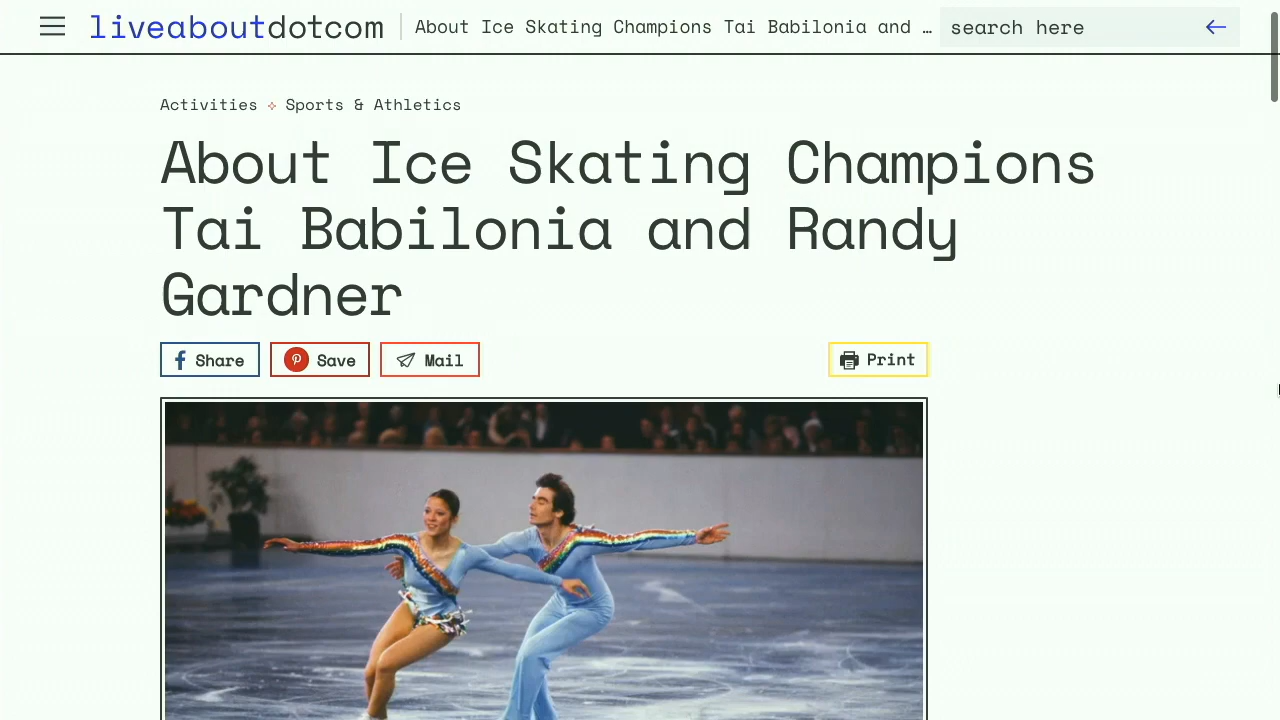 liveaboutdotcom
About Ice Skating Champions Tai Babilonia and …
search here
Activities
Sports & Athletics
About Ice Skating Champions
Tai Babilonia and Randy
Gardner
Share
Save
Mail
Print